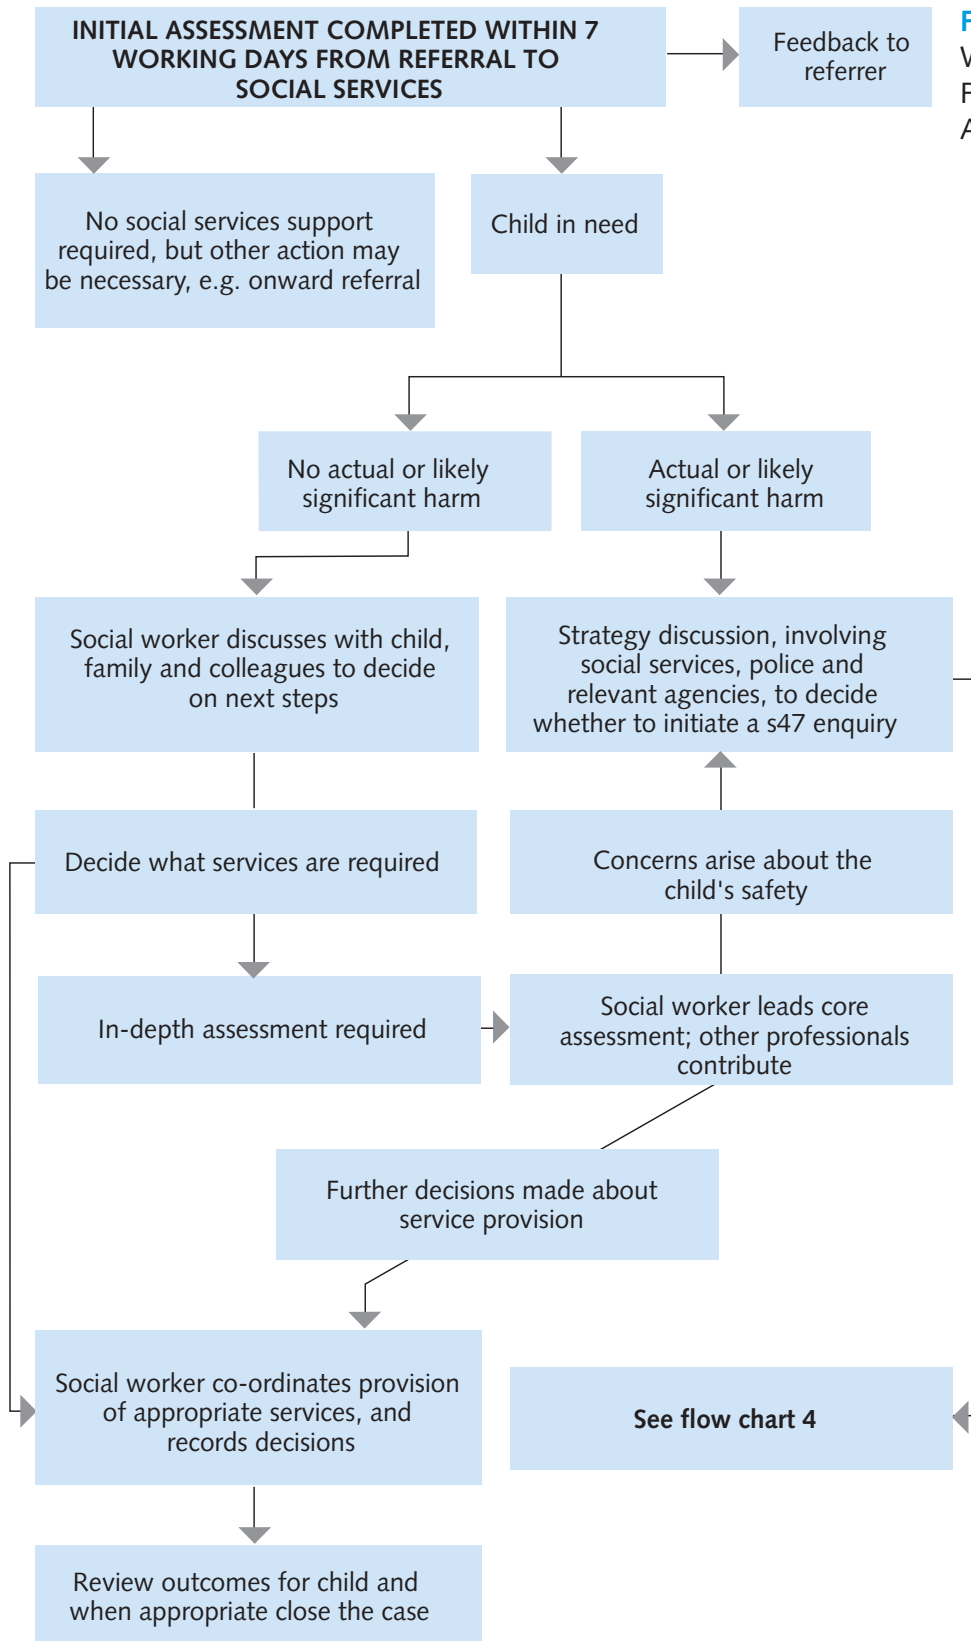 INITIAL ASSESSMENT COMPLETED WITHIN 7
WORKING DAYS FROM REFERRAL TO
SOCIAL SERVICES
Feedback to
referrer
No social services support
required, but other action may
be necessary, e.g. onward referral
Child in need
No actual or likely
significant harm
Actual or likely
significant harm
Social worker discusses with child,
family and colleagues to decide
on next steps
Strategy discussion, involving
social services, police and
relevant agencies, to decide
whether to initiate a s47 enquiry
Decide what services are required
Concerns arise about the
child's safety
In-depth assessment required
Social worker leads core
assessment; other professionals
contribute
Further decisions made about
service provision
Social worker co-ordinates provision
of appropriate services, and
records decisions
See flow chart 4
Review outcomes for child and
when appropriate close the case